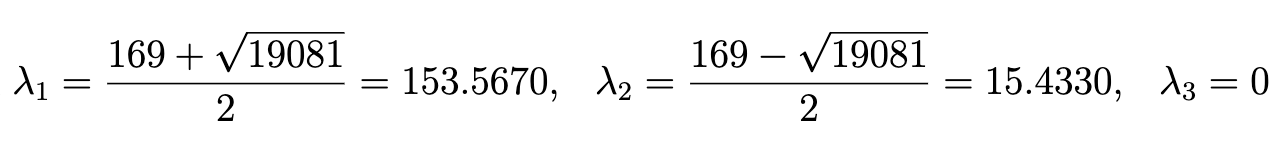 λ₁ = (169 + √19081)/2 = 153.5670, λ₂ = (169 − √19081)/2 = 15.4330, λ₃ = 0